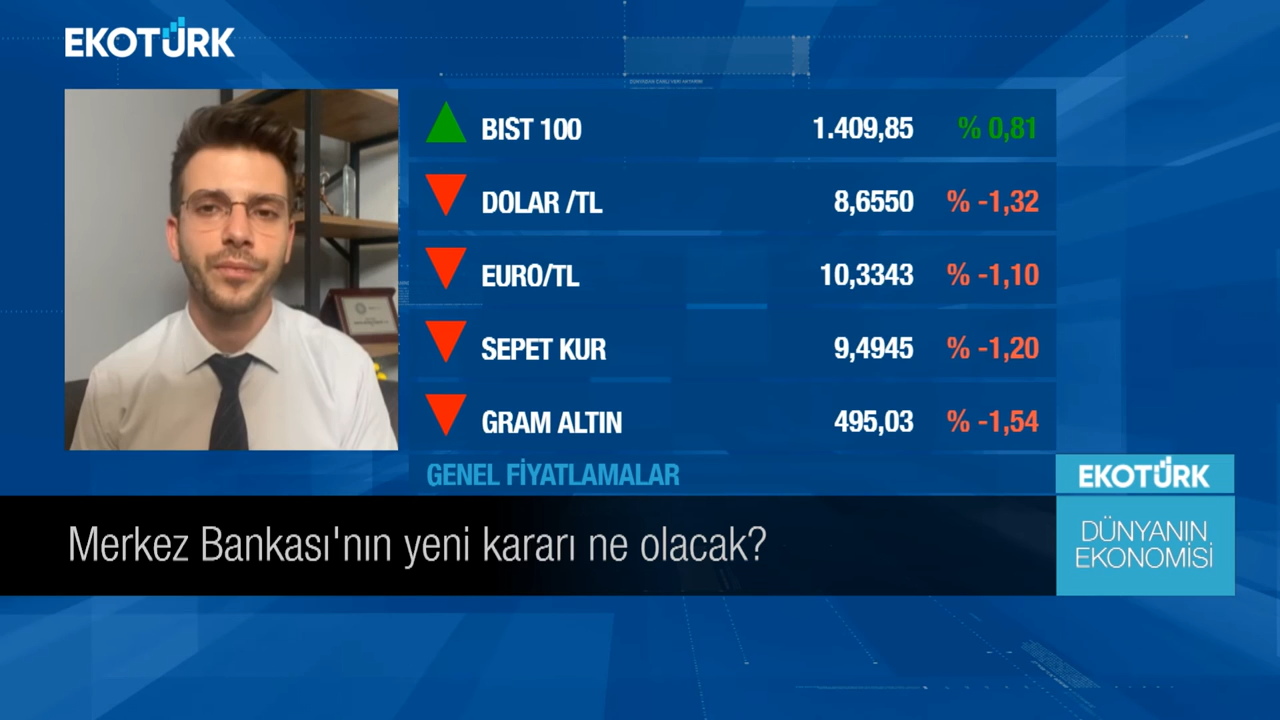 EKOTÜRK
BIST 100 1.409,85 % 0,81
DOLAR /TL 8,6550 % -1,32
EURO/TL 10,3343 % -1,10
SEPET KUR 9,4945 % -1,20
GRAM ALTIN 495,03 % -1,54
GENEL FİYATLAMALAR
EKOTÜRK
Merkez Bankası'nın yeni kararı ne olacak?
DÜNYANIN
EKONOMİSİ